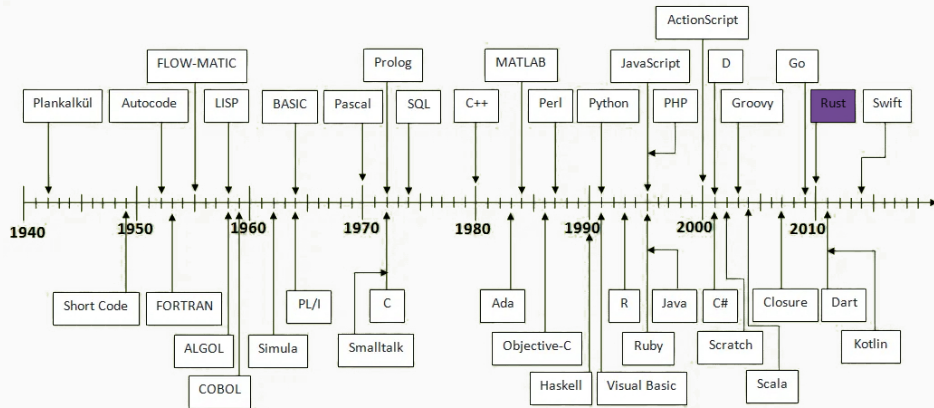 ActionScript
FLOW-MATIC
Prolog
MATLAB
JavaScript
D
Go
Plankalkül
Autocode
LISP
BASIC
Pascal
SQL
C++
Perl
Python
PHP
Groovy
Rust
Swift
1940
1950
1960
1970
1980
1990
2000
2010
Short Code
FORTRAN
PL/I
C
Ada
R
Java
C#
Closure
Dart
ALGOL
Simula
Smalltalk
Objective-C
Ruby
Scratch
Kotlin
COBOL
Haskell
Visual Basic
Scala